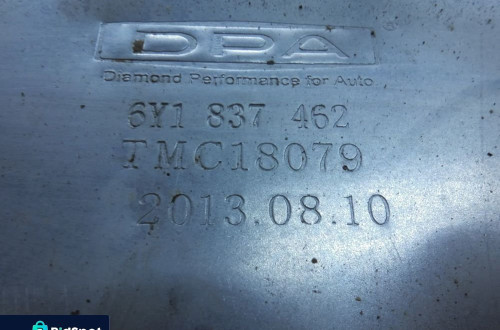 DPA
Diamond Performance for Auto
6Y1 837 462
TMC18079
2013.08.10